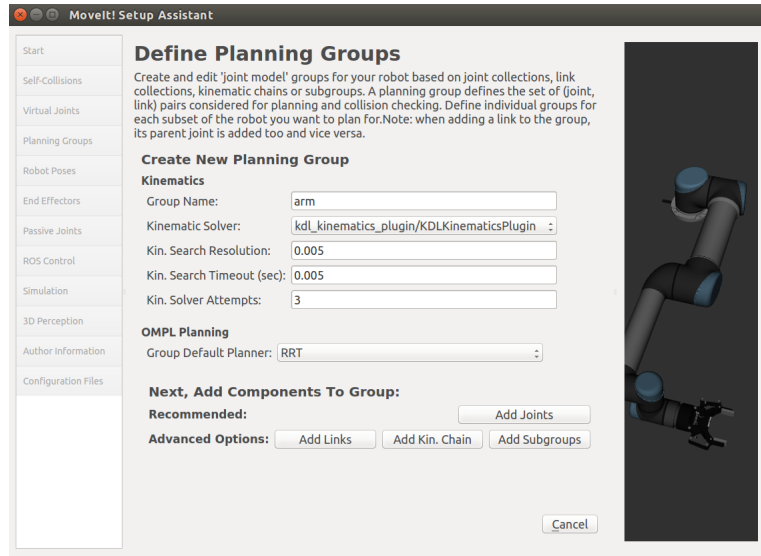 MoveIt! Setup Assistant
Start
Self-Collisions
Virtual Joints
Planning Groups
Robot Poses
End Effectors
Passive Joints
ROS Control
Simulation
3D Perception
Author Information
Configuration Files
Define Planning Groups
Create and edit 'joint model' groups for your robot based on joint collections, link
collections, kinematic chains or subgroups. A planning group defines the set of (joint,
link) pairs considered for planning and collision checking. Define individual groups for
each subset of the robot you want to plan for.Note: when adding a link to the group,
its parent joint is added too and vice versa.
Create New Planning Group
Kinematics
Group Name: arm
Kinematic Solver: kdl_kinematics_plugin/KDLKinematicsPlugin
Kin. Search Resolution: 0.005
Kin. Search Timeout (sec): 0.005
Kin. Solver Attempts: 3
OMPL Planning
Group Default Planner: RRT
Next, Add Components To Group:
Recommended: Add Joints
Advanced Options: Add Links Add Kin. Chain Add Subgroups
Cancel